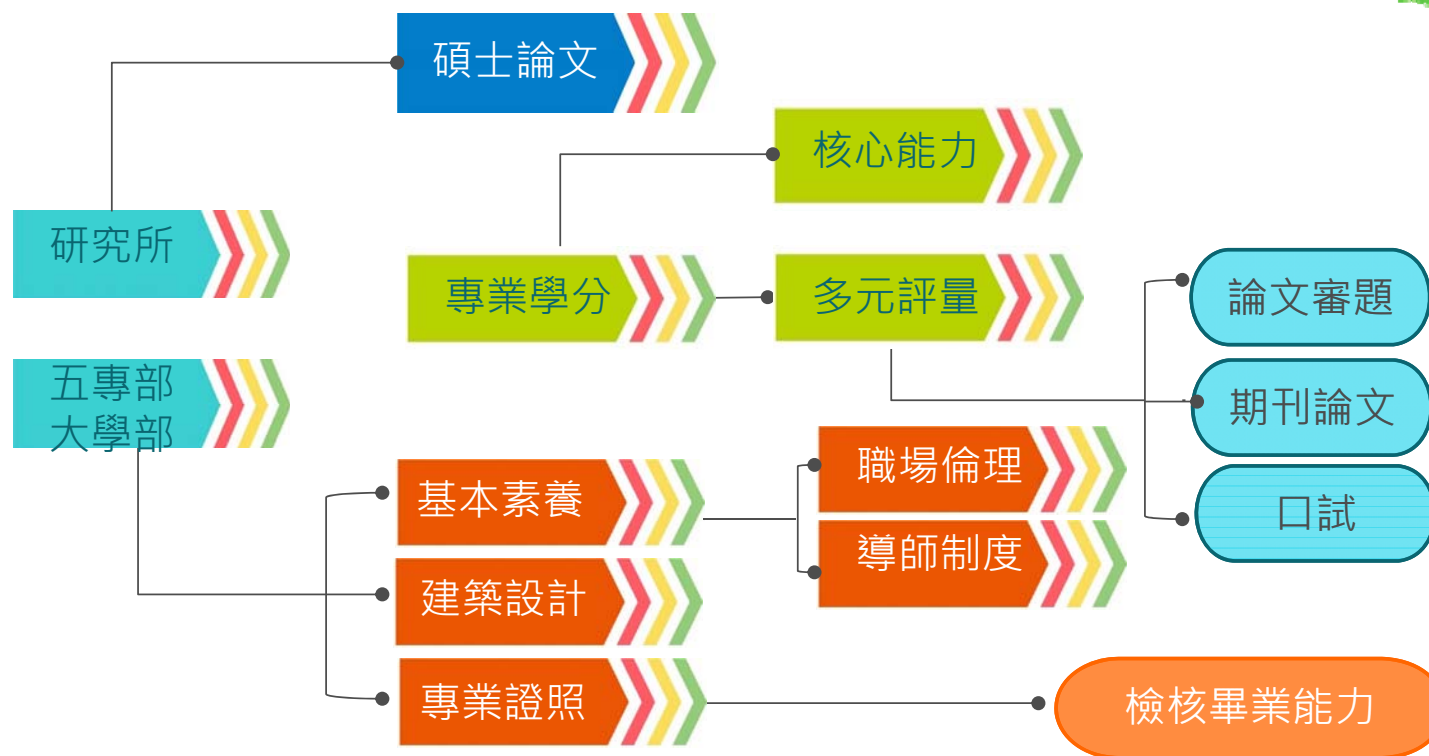 碩士論文
核心能力
研究所
專業學分
多元評量
論文審題
期刊論文
口試
五專部
大學部
基本素養
職場倫理
導師制度
建築設計
專業證照
檢核畢業能力